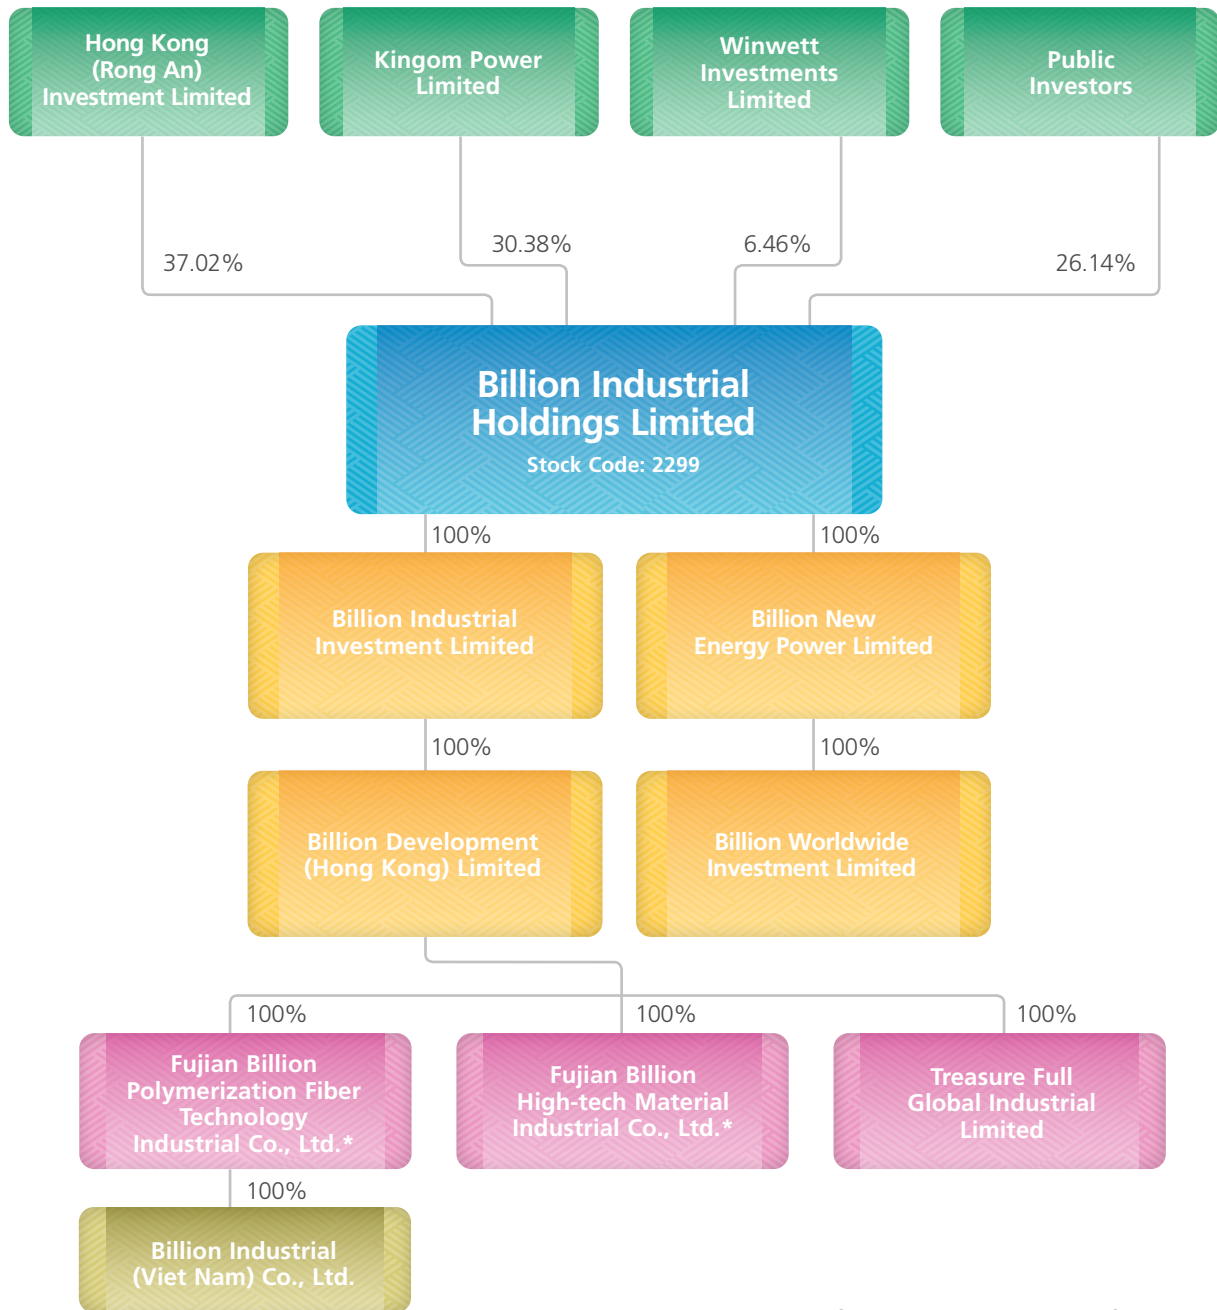 Hong Kong
(Rong An)
Investment Limited
Kingom Power
Limited
Winwett
Investments
Limited
Public
Investors
37.02%
30.38%
6.46%
26.14%
Billion Industrial
Holdings Limited
Stock Code: 2299
100%
100%
Billion Industrial
Investment Limited
Billion New
Energy Power Limited
100%
100%
Billion Development
(Hong Kong) Limited
Billion Worldwide
Investment Limited
100%
100%
100%
Fujian Billion
Polymerization Fiber
Technology
Industrial Co., Ltd.*
Fujian Billion
High-tech Material
Industrial Co., Ltd.*
Treasure Full
Global Industrial
Limited
100%
Billion Industrial
(Viet Nam) Co., Ltd.